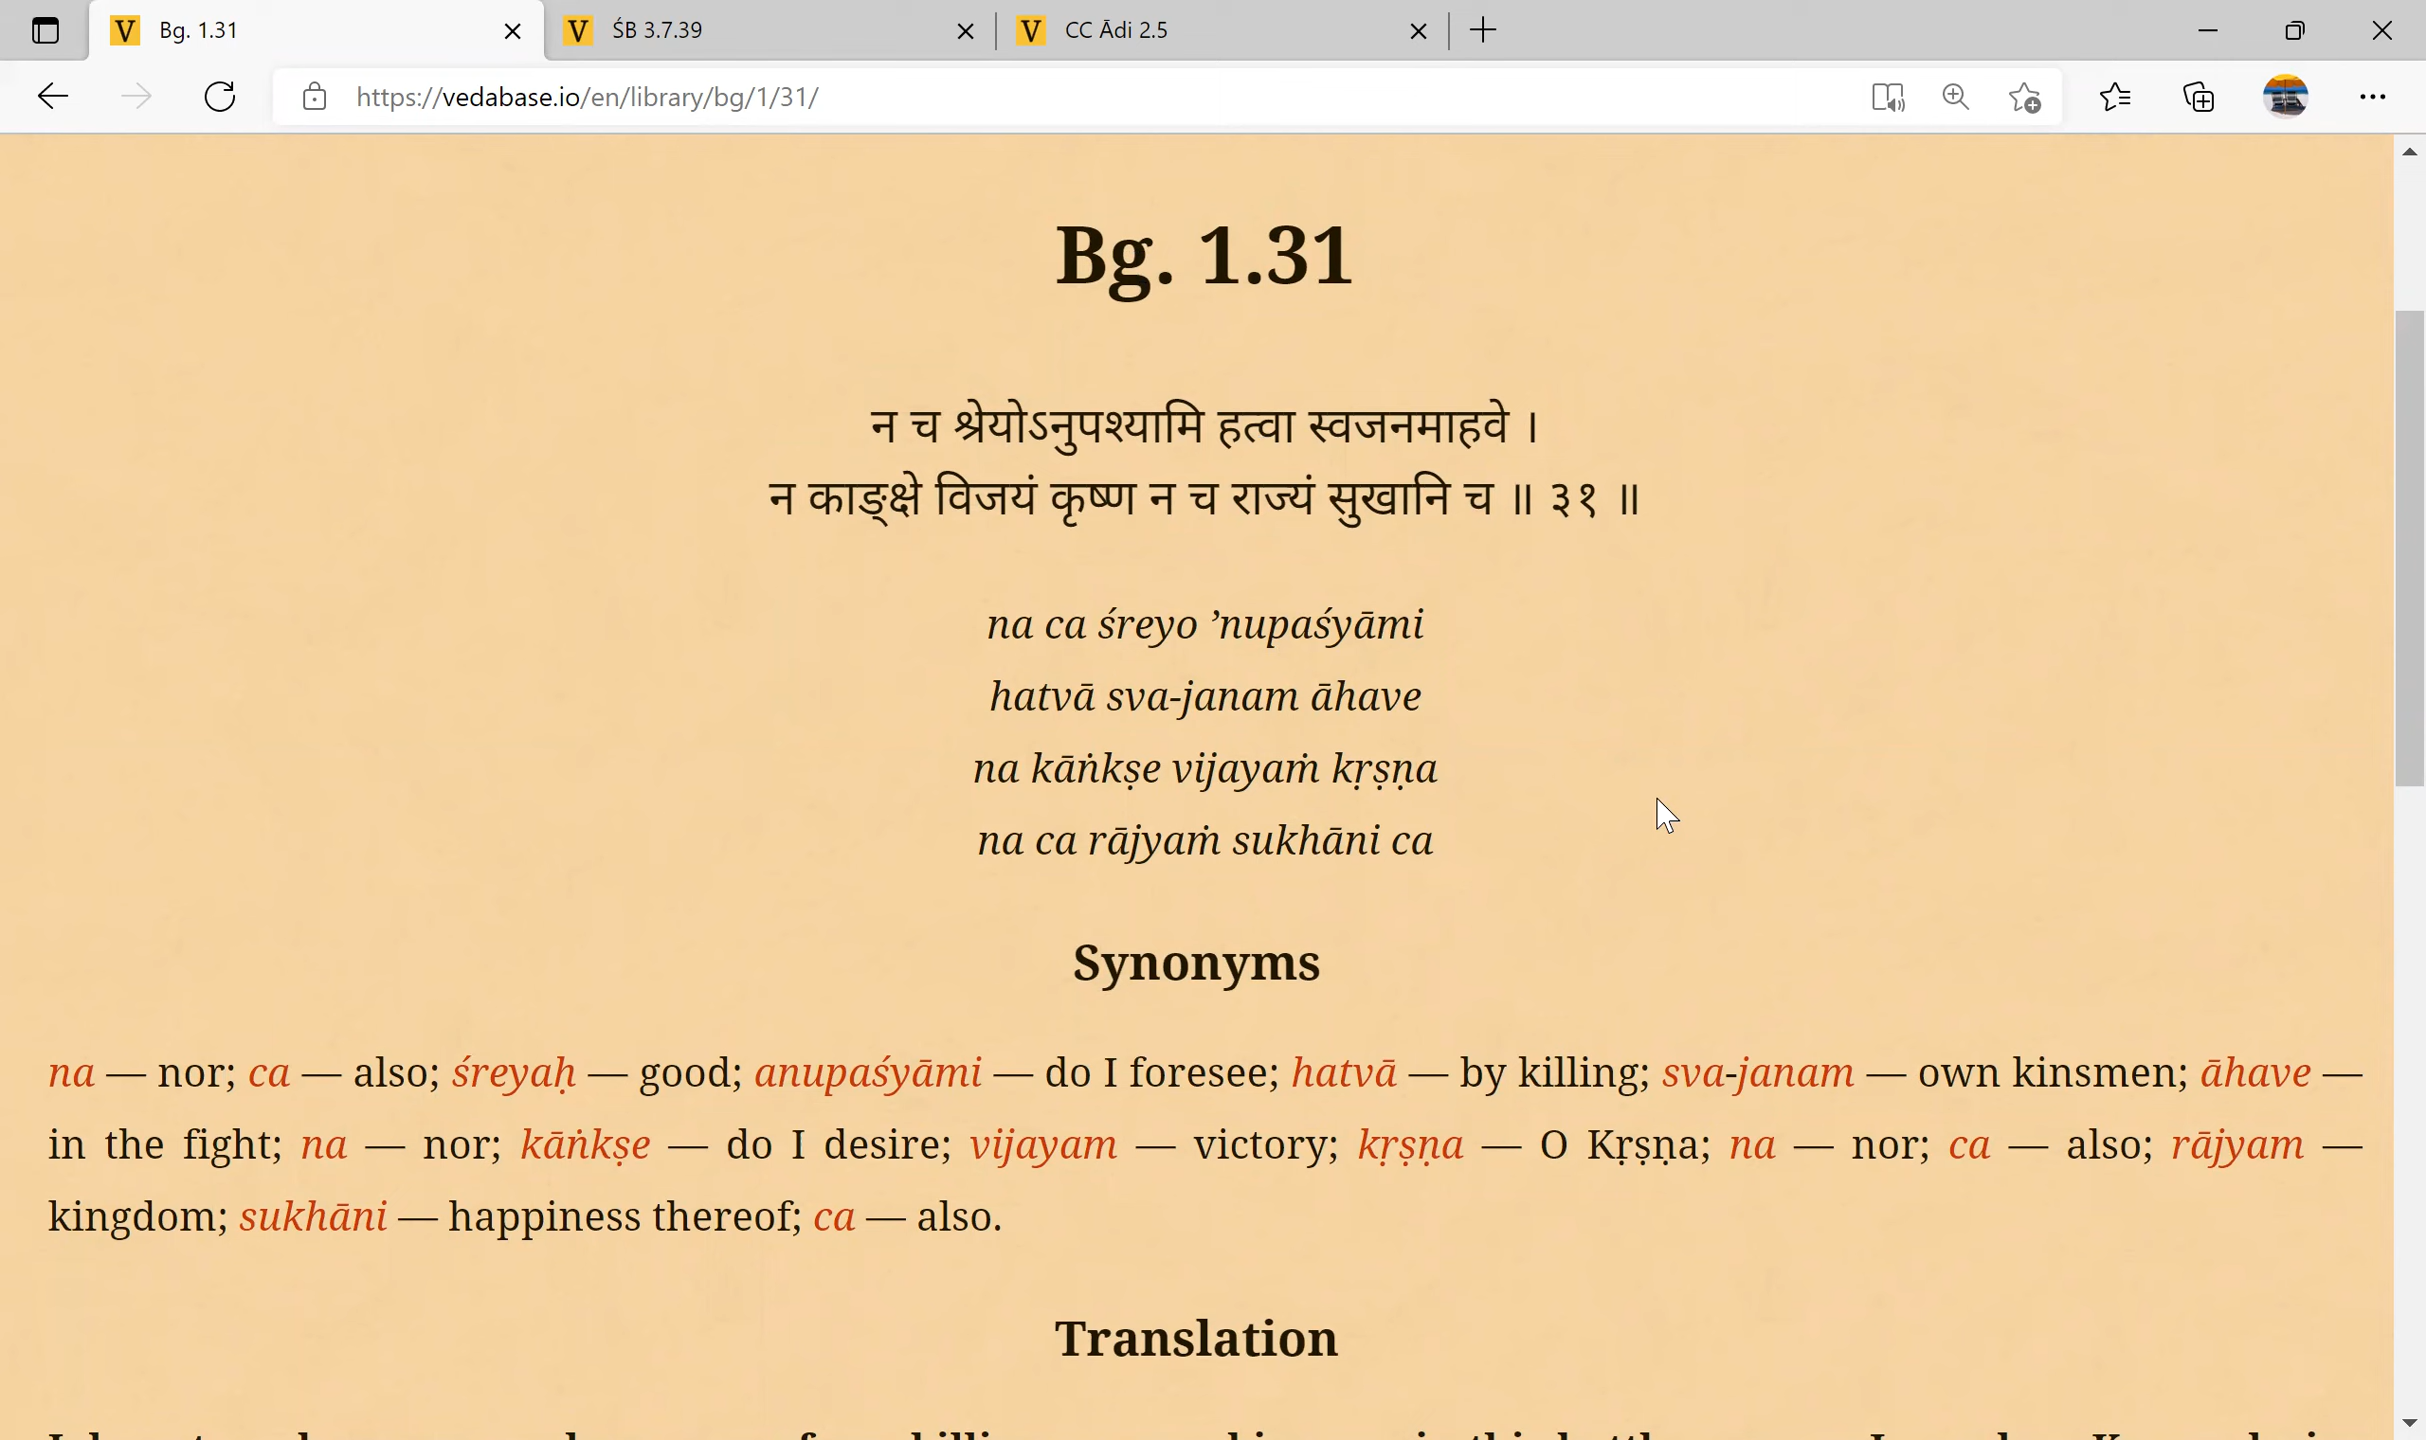 Bg. 1.31
ŚB 3.7.39
CC Ādi 2.5
https://vedabase.io/en/library/bg/1/31/
Bg. 1.31
न च श्रेयोऽनुपश्यामि हत्वा स्वजनमाहवे ।
न काङ्‍क्षे विजयं कृष्ण न च राज्यं सुखानि च ॥ ३१ ॥
na ca śreyo ’nupaśyāmi
hatvā sva-janam āhave
na kāṅkṣe vijayaṁ kṛṣṇa
na ca rājyaṁ sukhāni ca
Synonyms
na — nor; ca — also; śreyaḥ — good; anupaśyāmi — do I foresee; hatvā — by killing; sva-janam — own kinsmen; āhave —
in the fight; na — nor; kāṅkṣe — do I desire; vijayam — victory; kṛṣṇa — O Kṛṣṇa; na — nor; ca — also; rājyam —
kingdom; sukhāni — happiness thereof; ca — also.
Translation